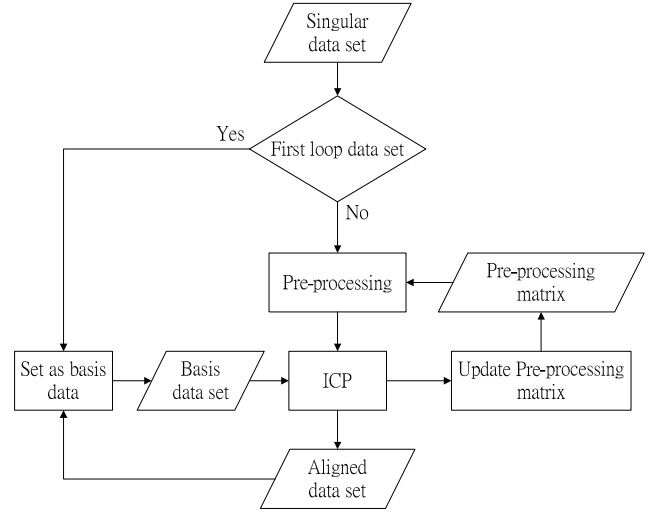 Singular
data set
Yes
First loop data set
No
Pre-processing
Pre-processing
matrix
Set as basis
data
Basis
data set
ICP
Update Pre-processing
matrix
Aligned
data set